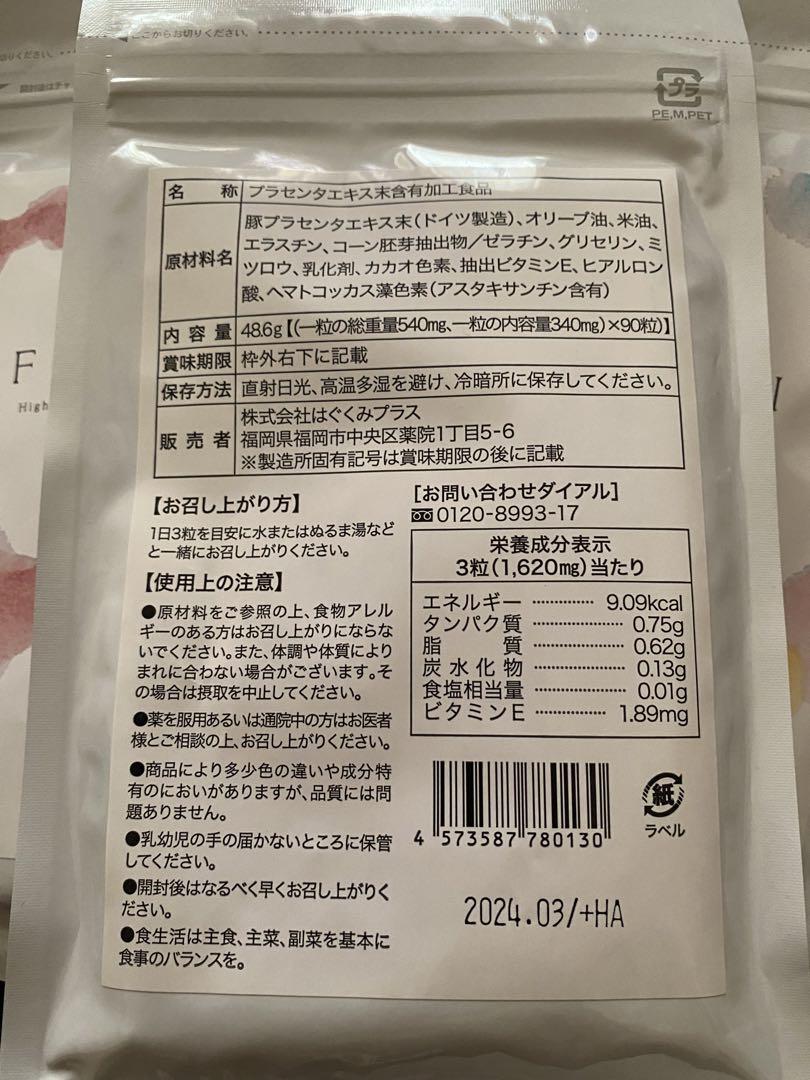 ここからお切りください。
切りください。
開封後はチャ
プラ
PE,M,PET
名 称 プラセンタエキス末含有加工食品
原材料名 豚プラセンタエキス末（ドイツ製造）、オリーブ油、米油、
エラスチン、コーン胚芽抽出物／ゼラチン、グリセリン、ミ
ツロウ、乳化剤、カカオ色素、抽出ビタミンE、ヒアルロン
酸、ヘマトコッカス藻色素（アスタキサンチン含有）
内容量 48.6g【（一粒の総重量540mg、一粒の内容量340mg）×90粒）】
賞味期限 枠外右下に記載
保存方法 直射日光、高温多湿を避け、冷暗所に保存してください。
販売者 株式会社はぐくみプラス
福岡県福岡市中央区薬院1丁目5-6
※製造所固有記号は賞味期限の後に記載
【お召し上がり方】
1日3粒を目安に水またはぬるま湯など
と一緒にお召し上がりください。
【使用上の注意】
●原材料をご参照の上、食物アレル
ギーのある方はお召し上がりにならな
いでください。また、体調や体質により
まれに合わない場合がございます。そ
の場合は摂取を中止してください。
●薬を服用あるいは通院中の方はお医者
様とご相談の上、お召し上がりください。
●商品により多少色の違いや成分特
有のにおいがありますが、品質には問
題ありません。
●乳幼児の手の届かないところに保管
してください。
●開封後はなるべく早くお召し上がりく
ださい。
●食生活は主食、主菜、副菜を基本に
食事のバランスを。
［お問い合わせダイアル］
0120-8993-17
栄養成分表示
3粒（1,620mg）当たり
エネルギー ………… 9.09kcal
タンパク質 ………… 0.75g
脂 質 ………… 0.62g
炭水化物 ………… 0.13g
食塩相当量 ………… 0.01g
ビタミンE ………… 1.89mg
4 573587 780130
紙
ラベル
2024.03/+HA
F
High